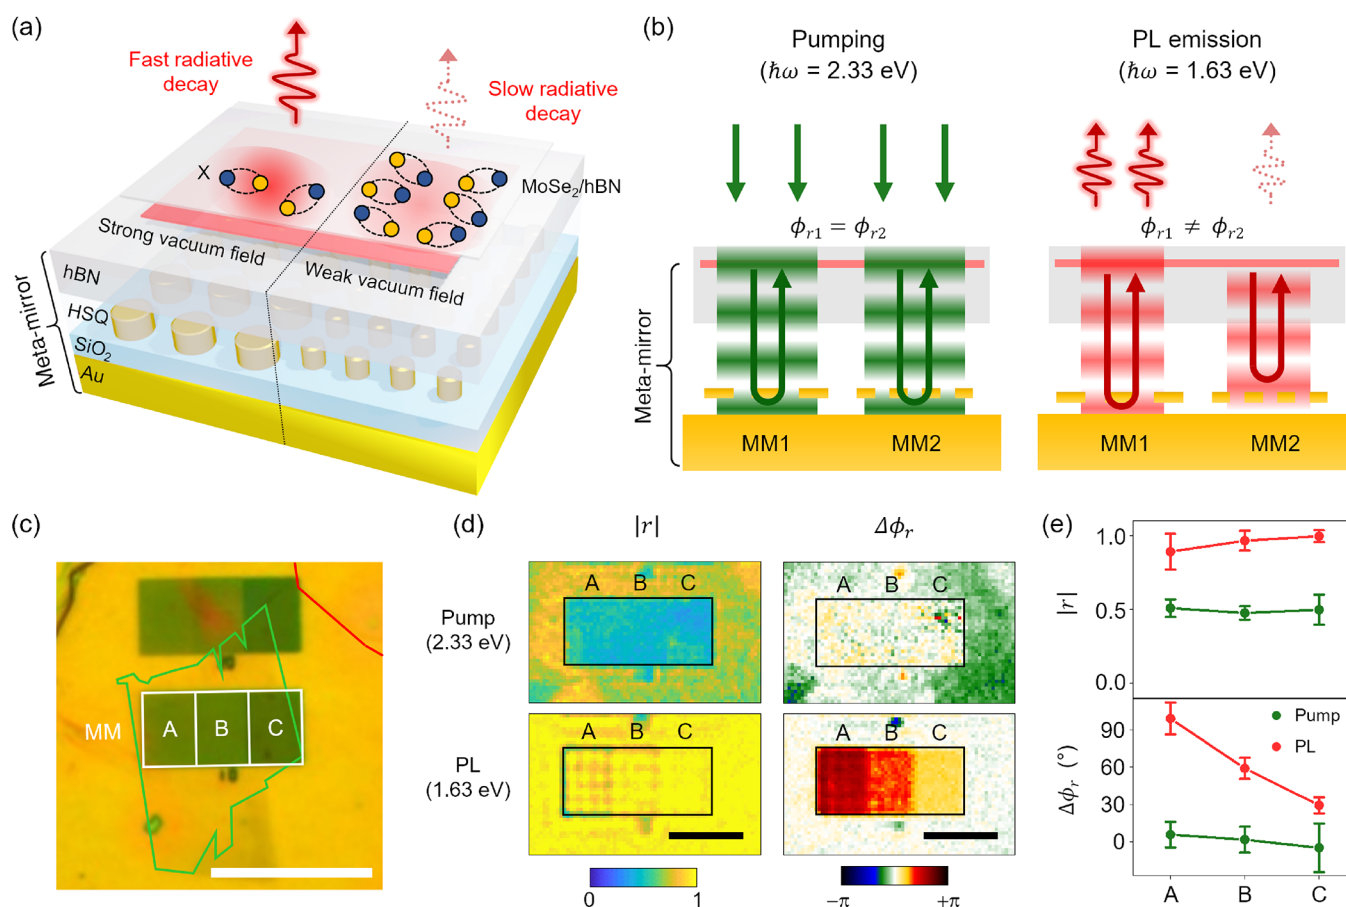 (a)
Fast radiative
decay
Slow radiative
decay
X
MoSe₂/hBN
Strong vacuum field
Weak vacuum field
Meta-mirror
hBN
HSQ
SiO₂
Au
(b)
Pumping
(ℏω = 2.33 eV)
PL emission
(ℏω = 1.63 eV)
ϕr1 = ϕr2
ϕr1 ≠ ϕr2
Meta-mirror
MM1
MM2
MM1
MM2
(c)
MM
A
B
C
(d)
|r|
Δϕr
Pump
(2.33 eV)
A B C
A B C
PL
(1.63 eV)
A B C
A B C
0
1
−π
+π
(e)
|r|
1.0
0.5
0.0
Δϕr (°)
90
60
30
0
Pump
PL
A B C